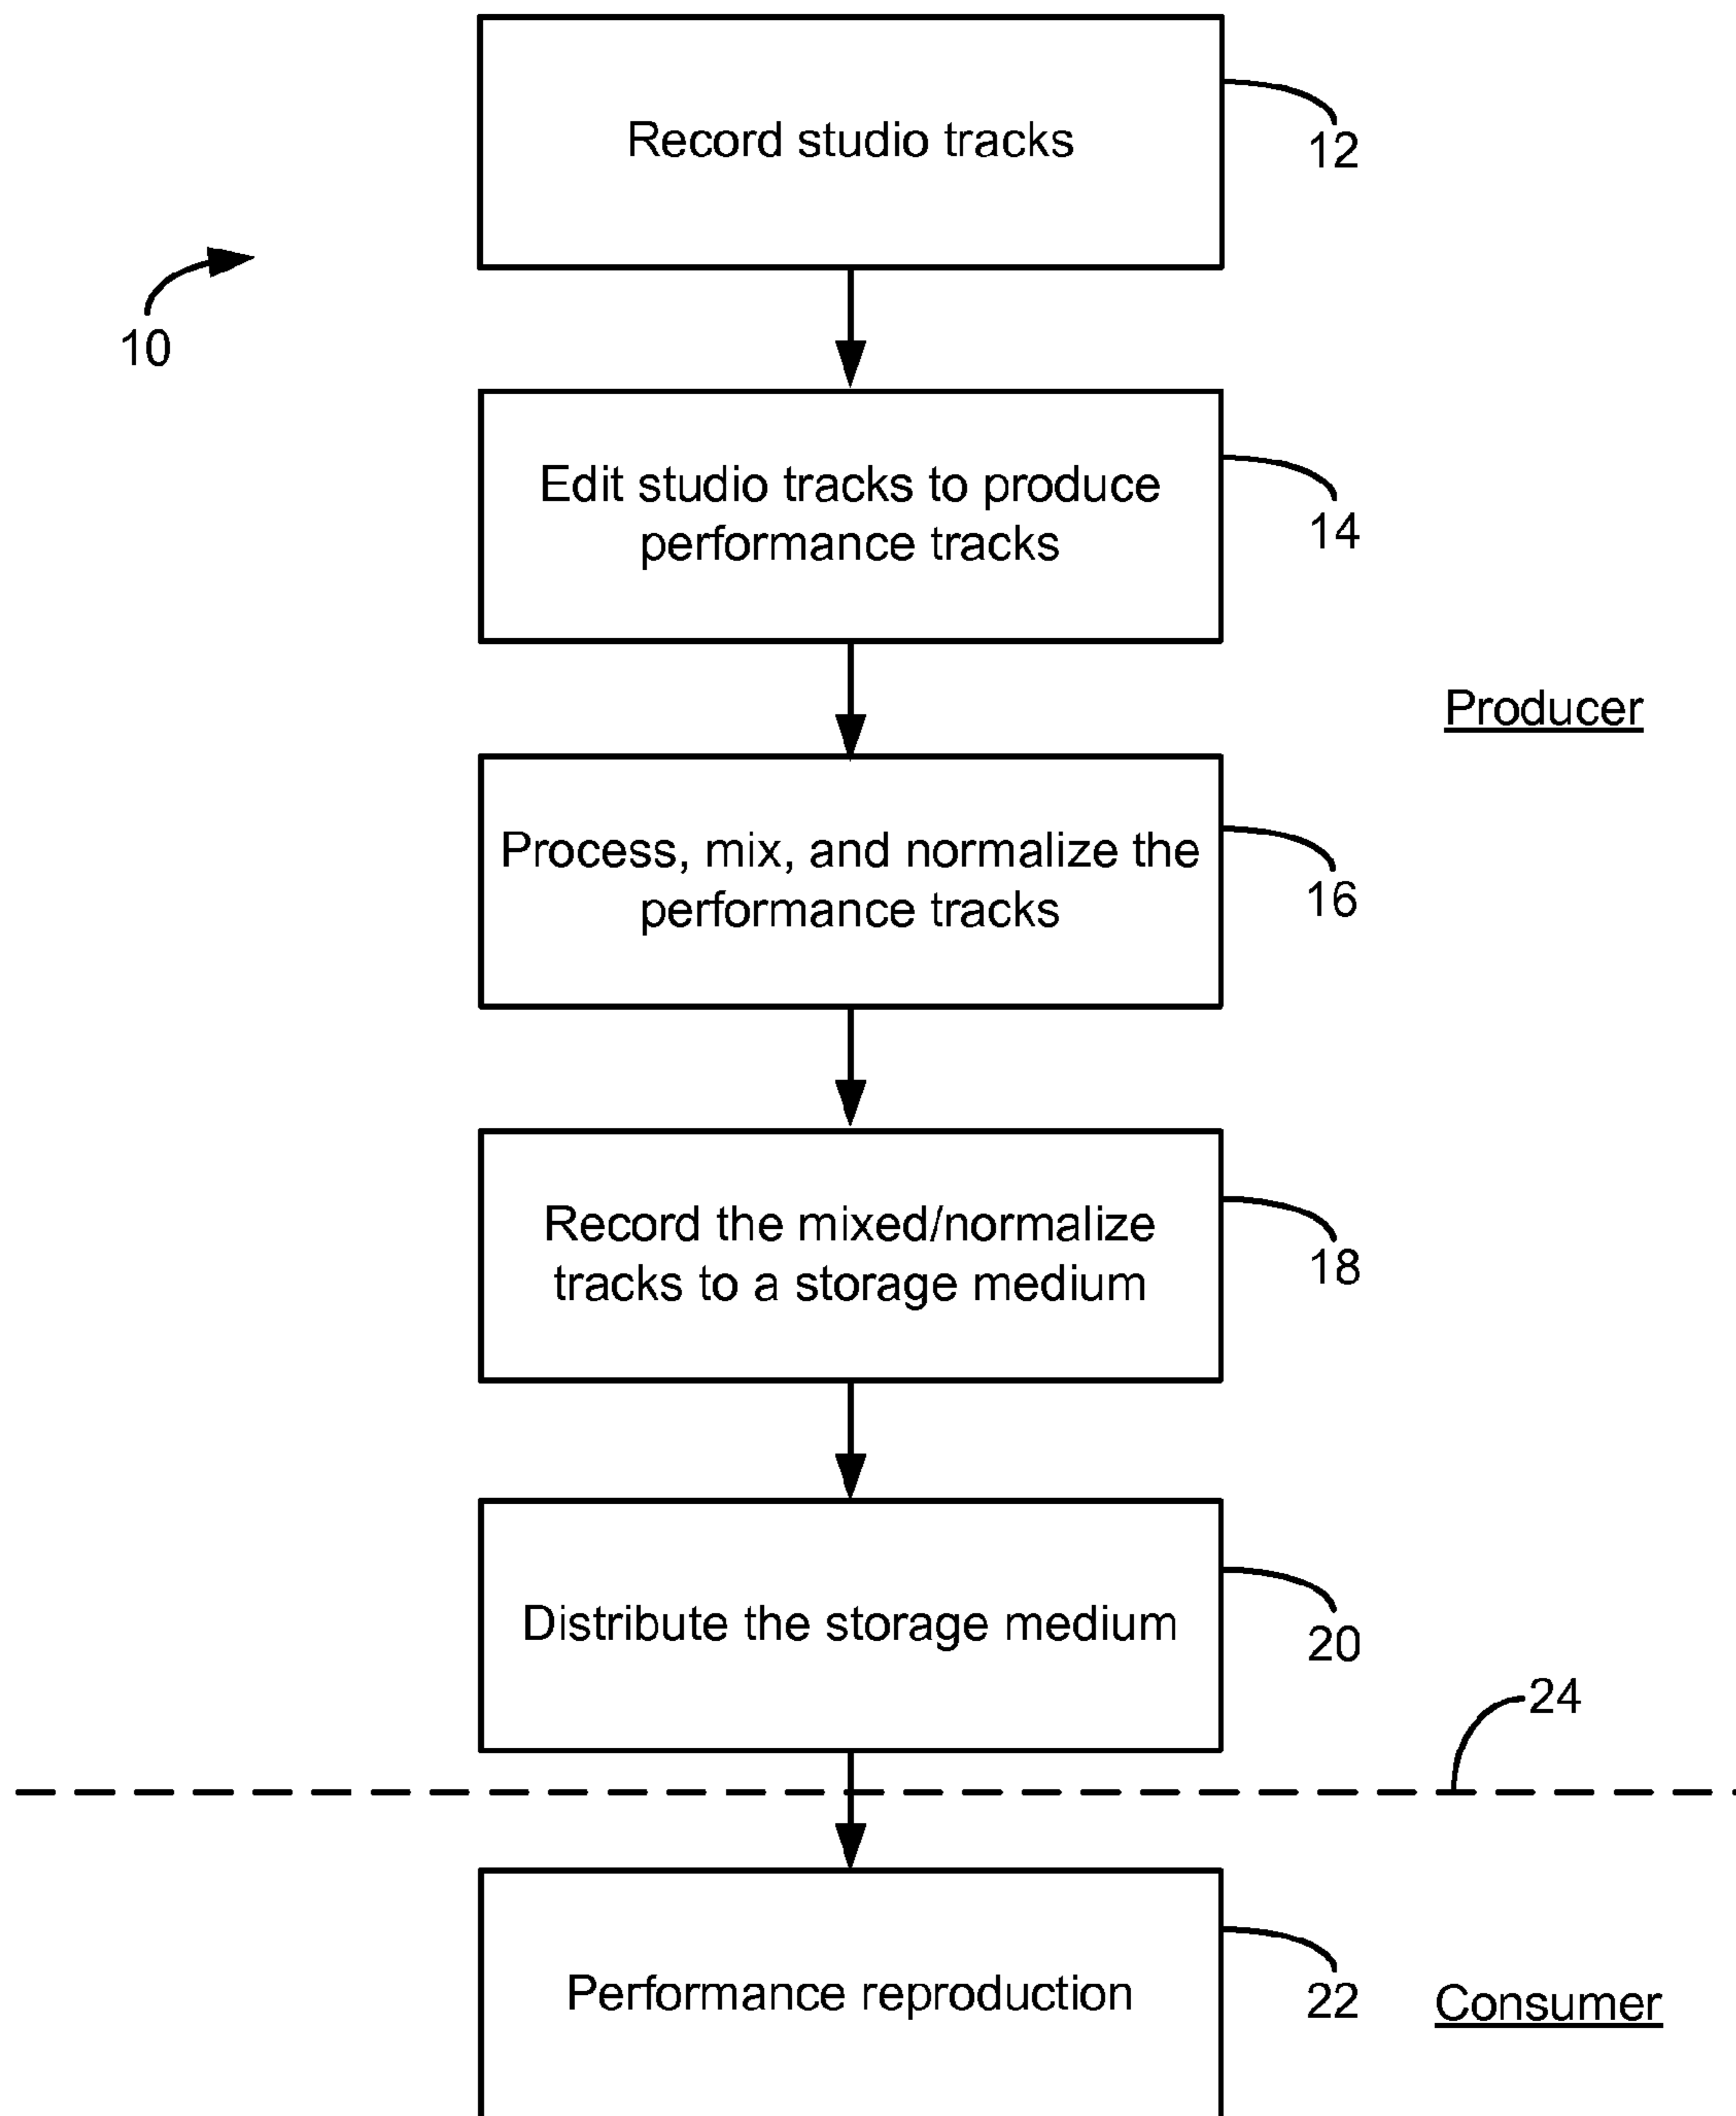 Record studio tracks
12
10
Edit studio tracks to produce
performance tracks
14
Producer
Process, mix, and normalize the
performance tracks
16
Record the mixed/normalize
tracks to a storage medium
18
Distribute the storage medium
20
24
Performance reproduction
22
Consumer